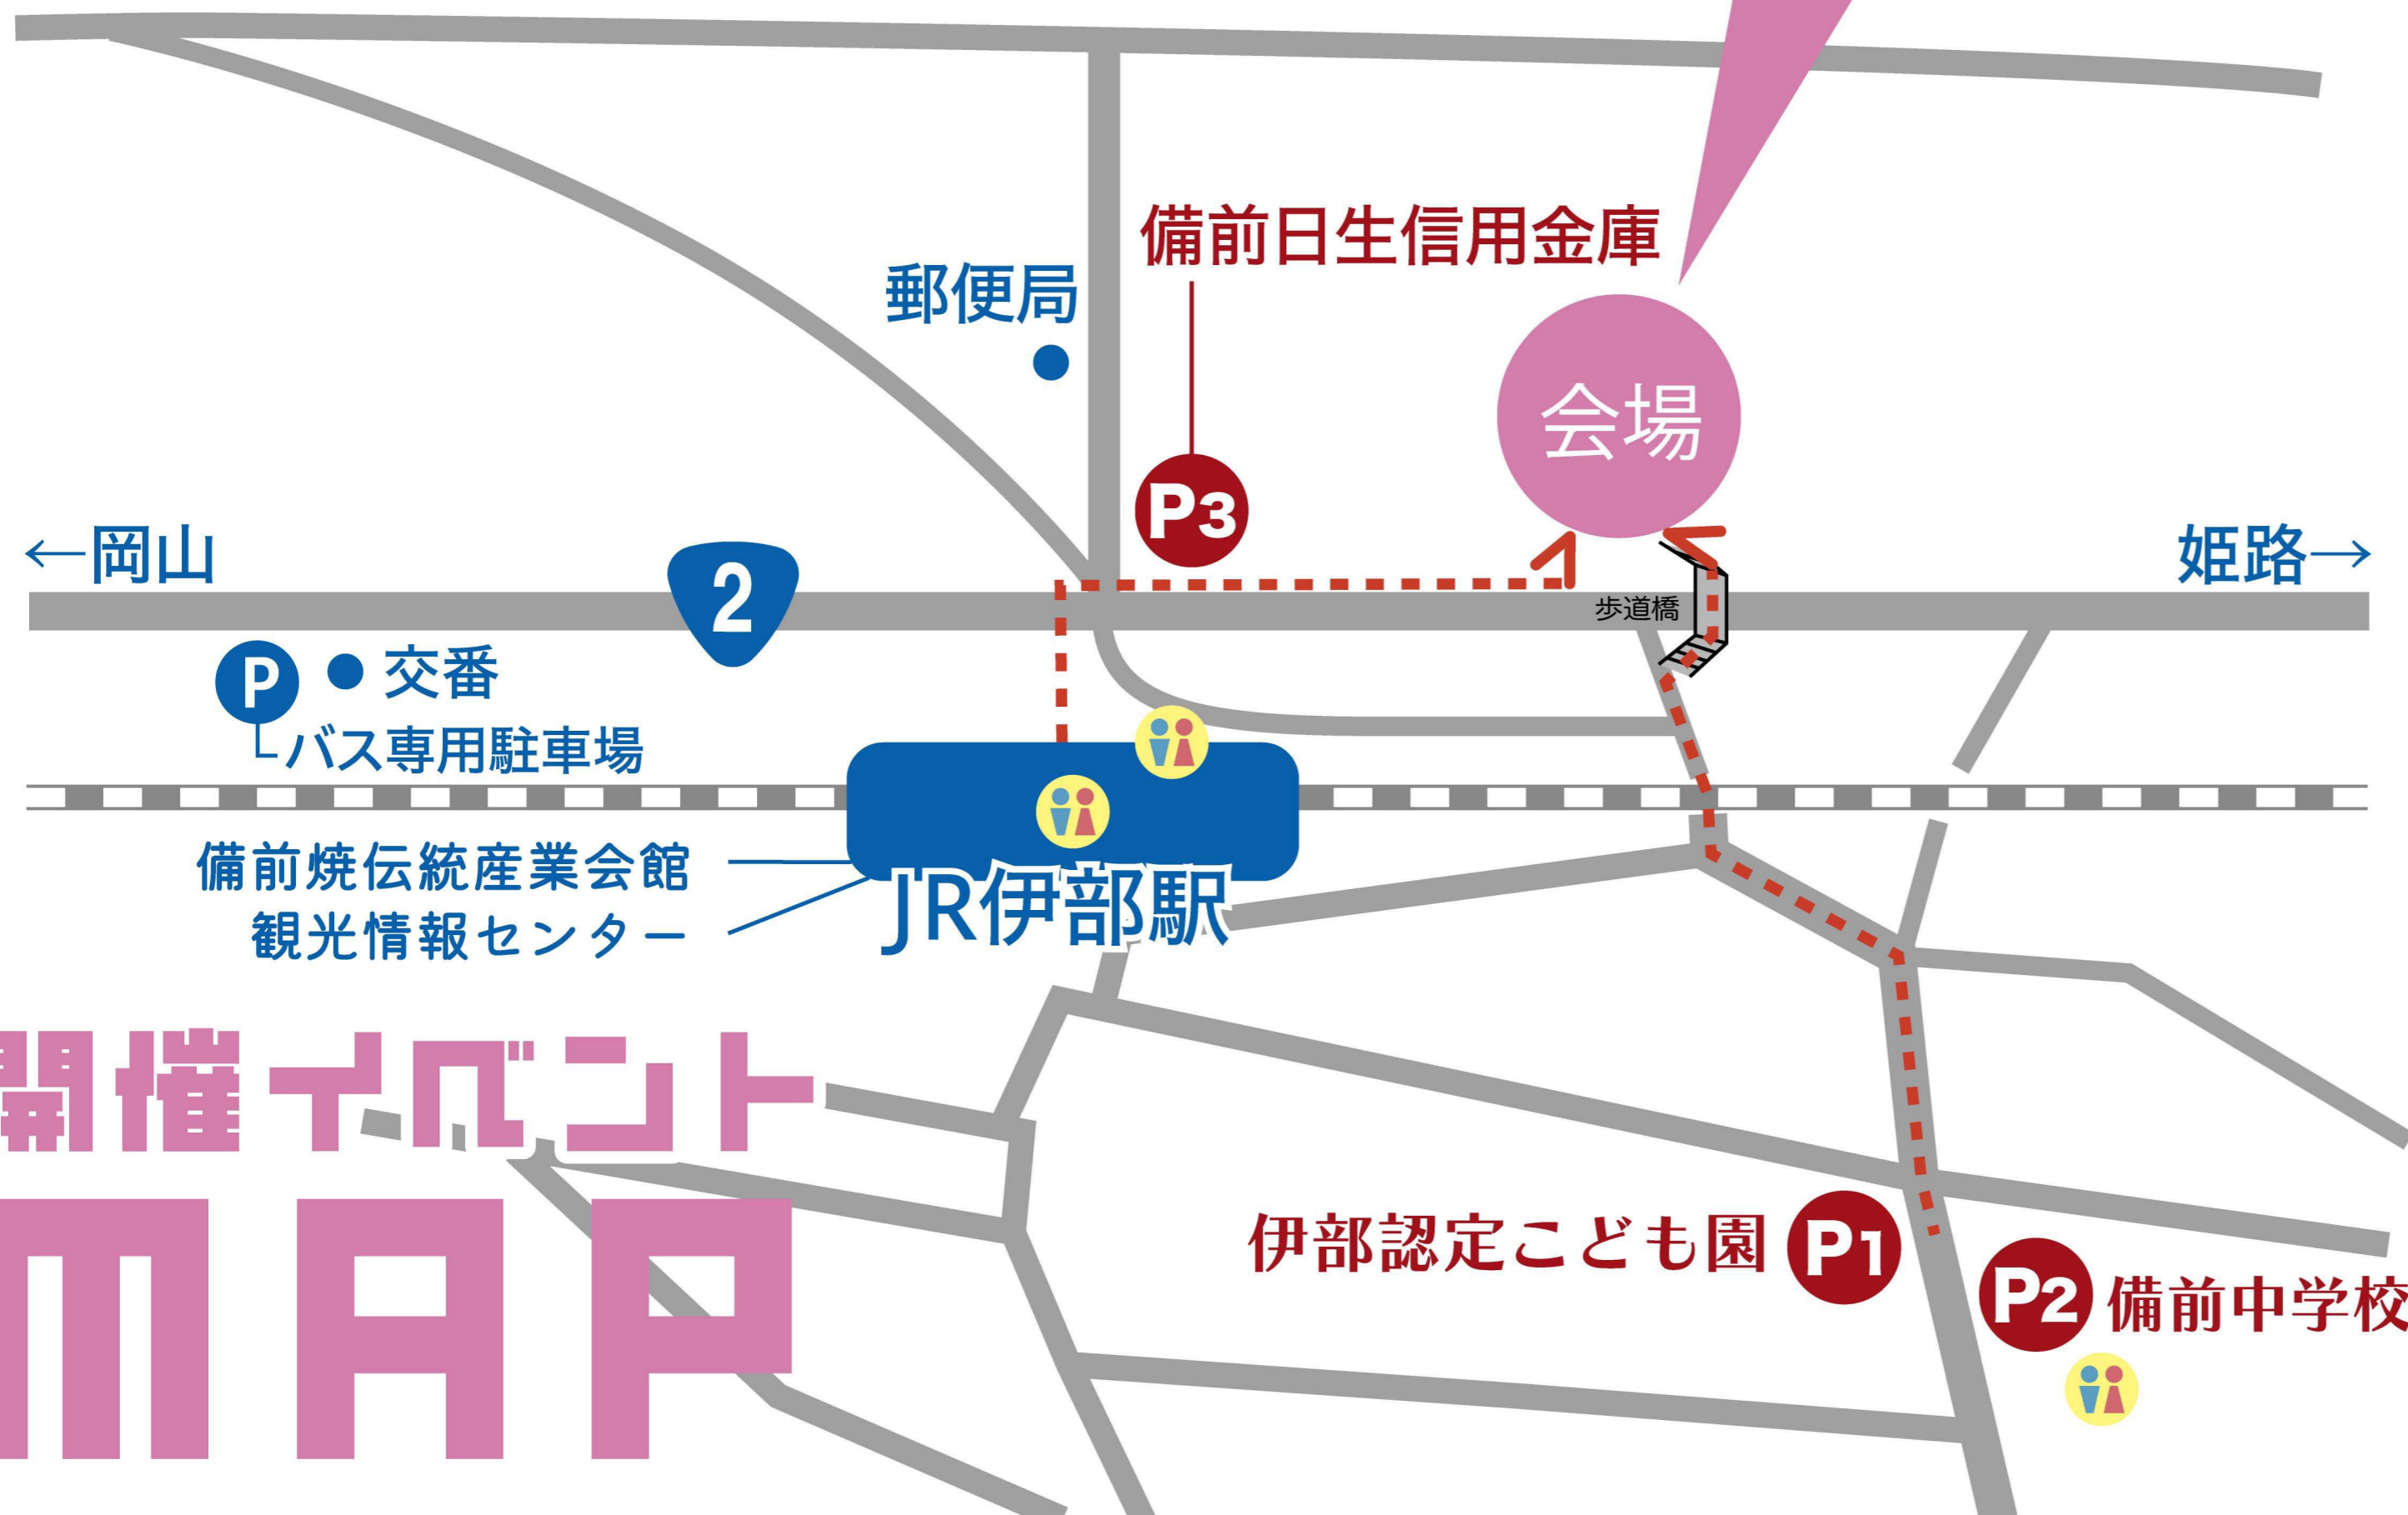 備前日生信用金庫
郵便局
会場
P3
←岡山
姫路→
2
歩道橋
P
交番
バス専用駐車場
備前焼伝統産業会館
観光情報センター
JR伊部駅
開催イベント
MAP
伊部認定こども園
P1
P2
備前中学校